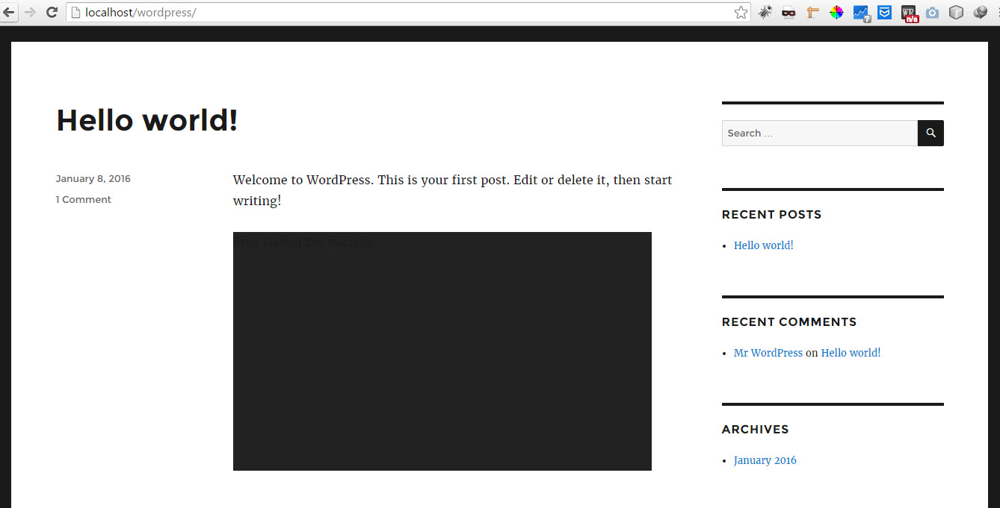 localhost/wordpress/
Hello world!
January 8, 2016
1 Comment
Welcome to WordPress. This is your first post. Edit or delete it, then start
writing!
Error loading this resource
Search ...
RECENT POSTS
Hello world!
RECENT COMMENTS
Mr WordPress on Hello world!
ARCHIVES
January 2016